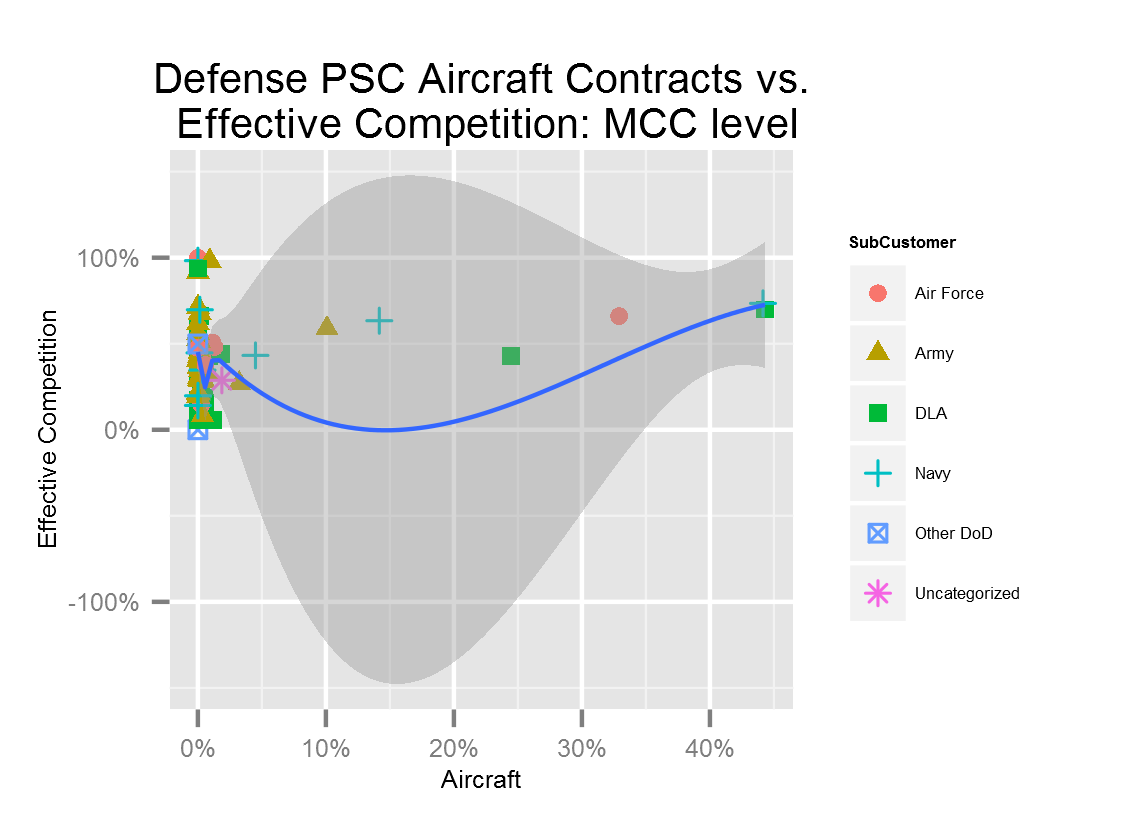 Defense PSC Aircraft Contracts vs.
Effective Competition: MCC level
100%
0%
-100%
Effective Competition
0%
10%
20%
30%
40%
Aircraft
SubCustomer
Air Force
Army
DLA
Navy
Other DoD
Uncategorized